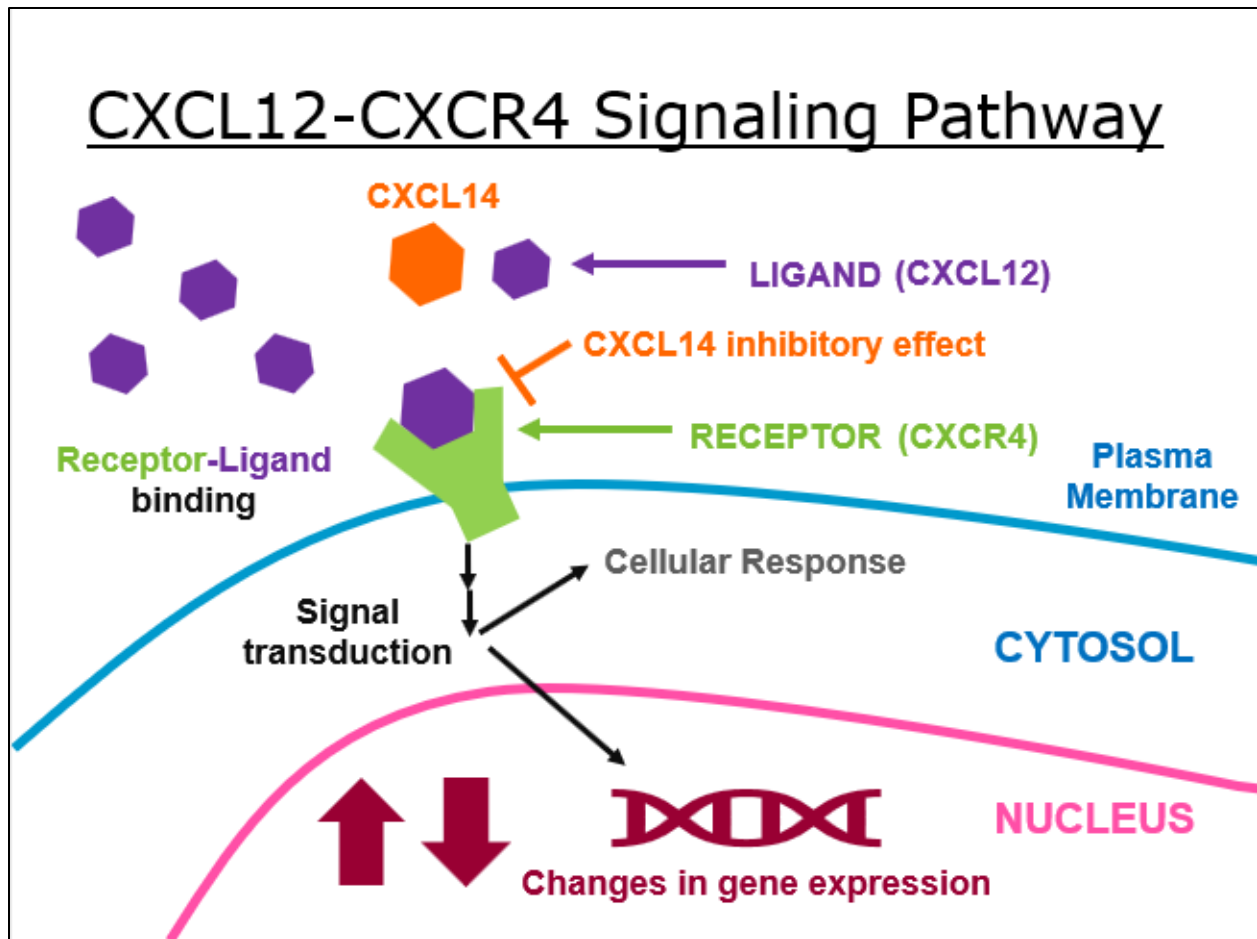 CXCL12-CXCR4 Signaling Pathway
CXCL14
LIGAND (CXCL12)
CXCL14 inhibitory effect
RECEPTOR (CXCR4)
Receptor-Ligand
binding
Plasma
Membrane
Cellular Response
Signal
transduction
CYTOSOL
NUCLEUS
Changes in gene expression